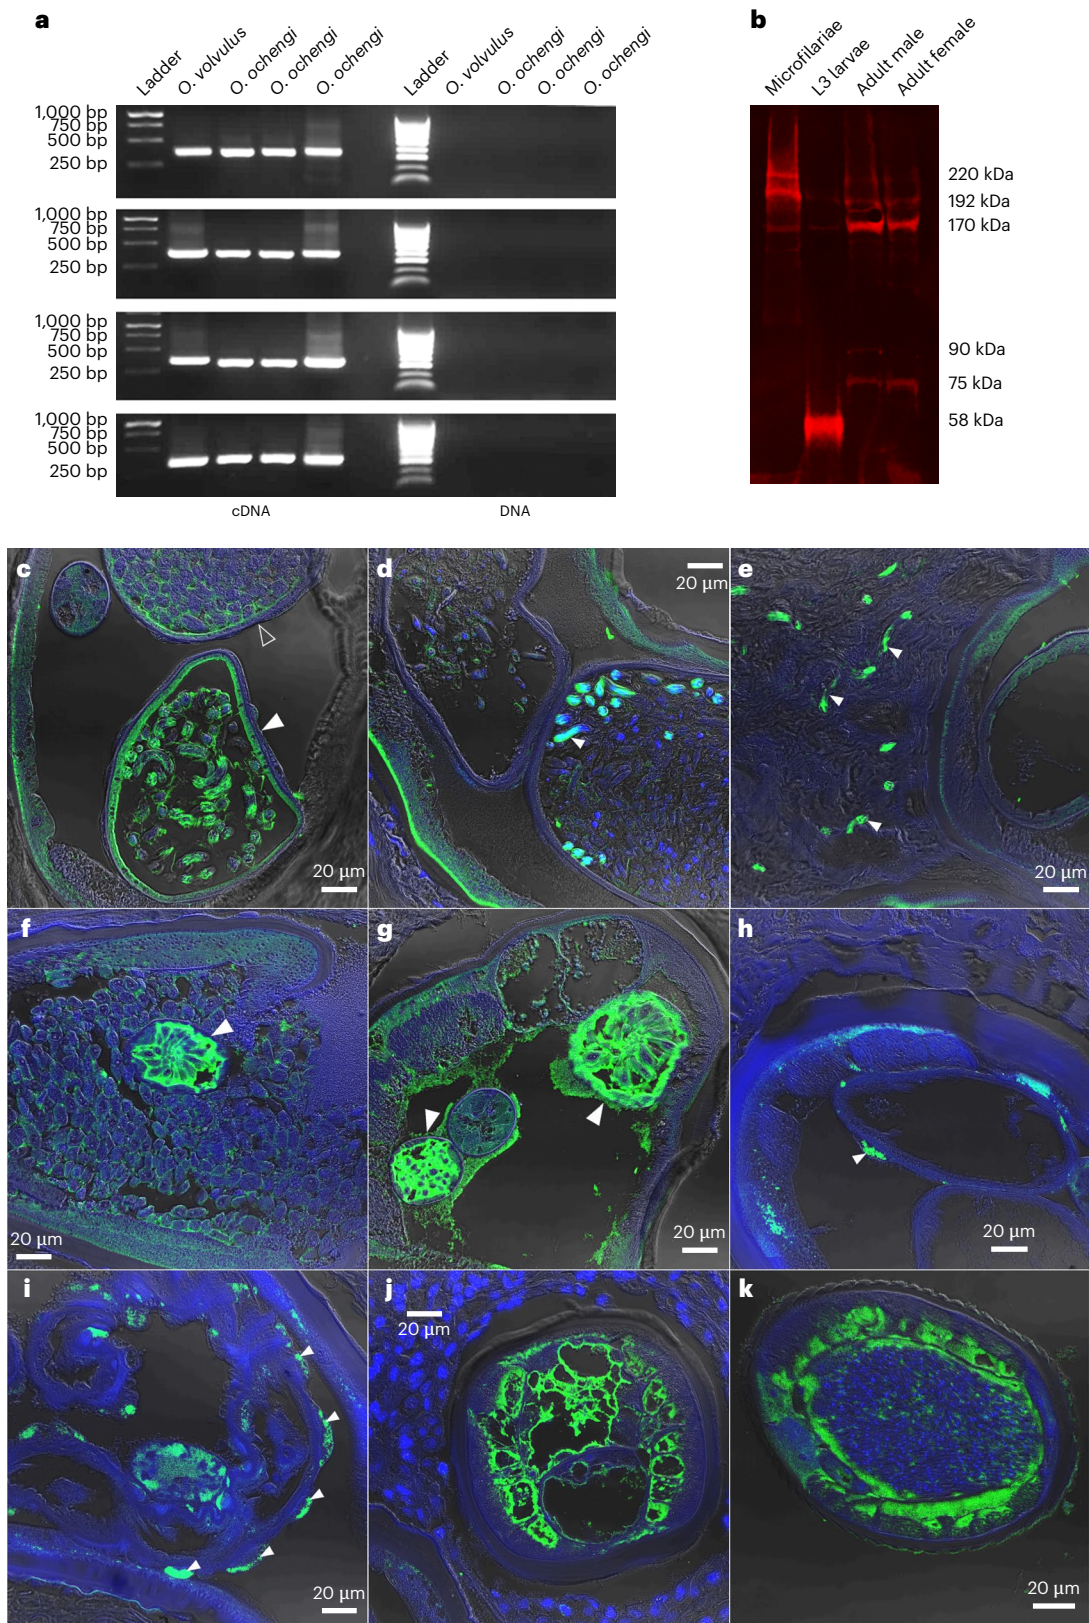 a
Ladder
O. volvulus
O. ochengi
O. ochengi
O. ochengi
Ladder
O. volvulus
O. ochengi
O. ochengi
O. ochengi
1,000 bp
750 bp
500 bp
250 bp
1,000 bp
750 bp
500 bp
250 bp
1,000 bp
750 bp
500 bp
250 bp
1,000 bp
750 bp
500 bp
250 bp
cDNA
DNA
b
Microfilariae
L3 larvae
Adult male
Adult female
220 kDa
192 kDa
170 kDa
90 kDa
75 kDa
58 kDa
c
20 µm
d
20 µm
e
20 µm
f
20 µm
g
20 µm
h
20 µm
i
20 µm
j
20 µm
k
20 µm